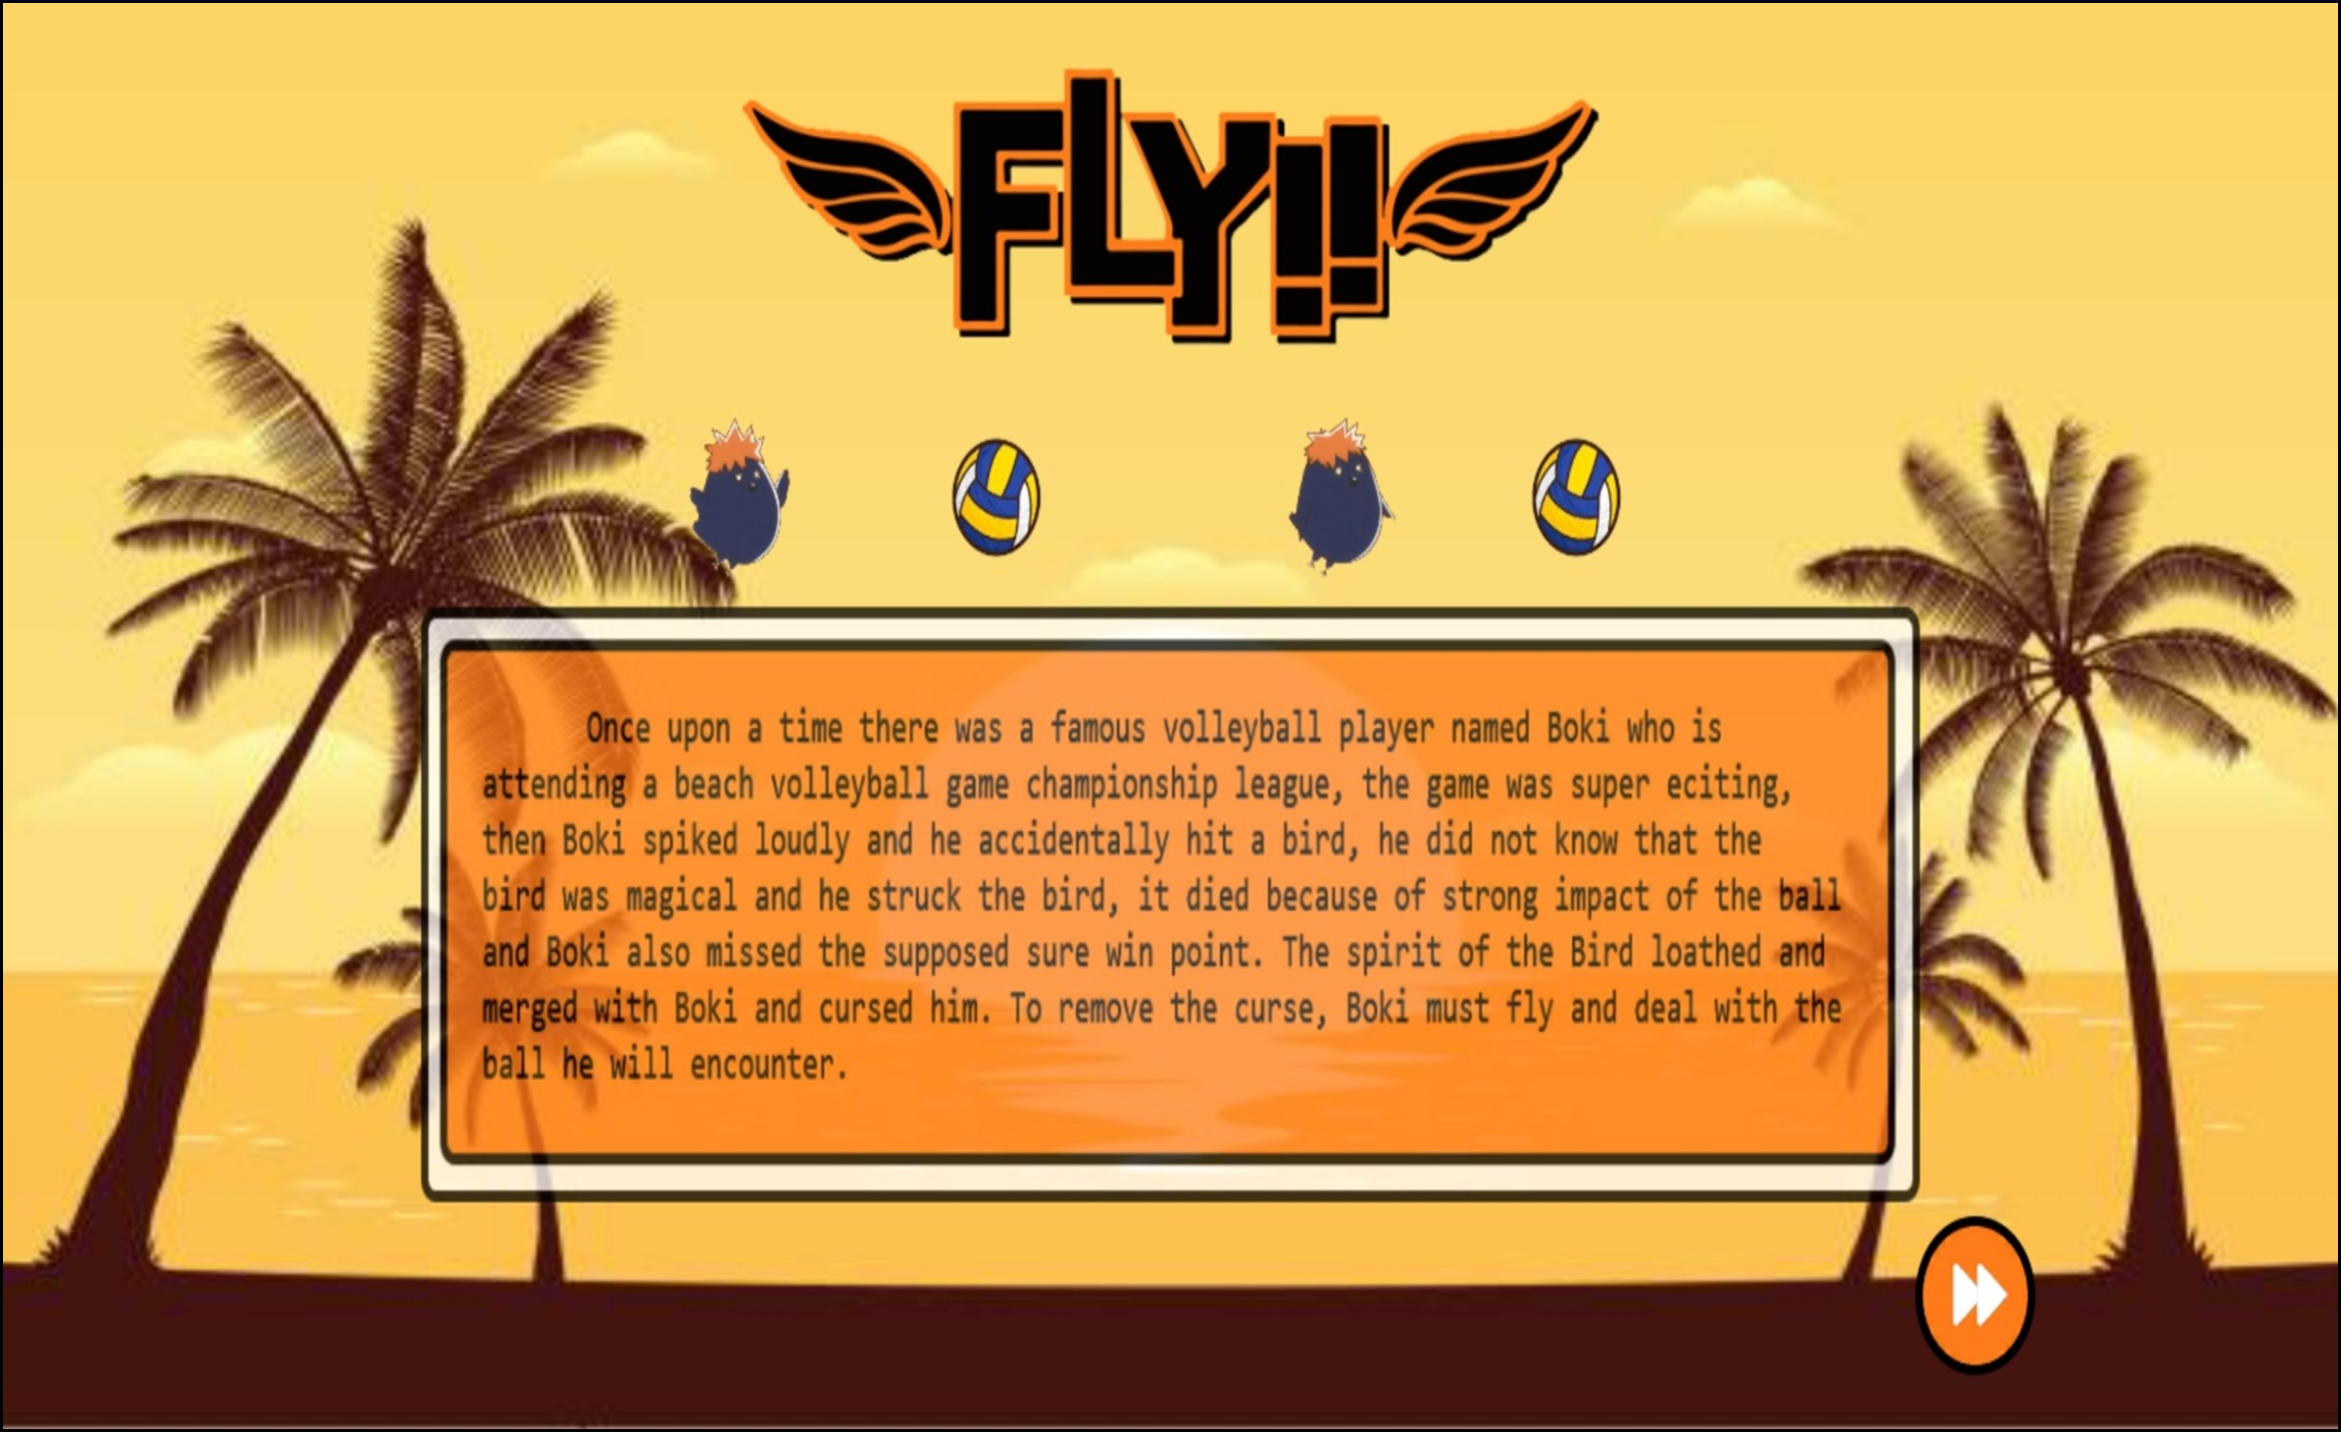 FLY!!
Once upon a time there was a famous volleyball player named Boki who is
attending a beach volleyball game championship league, the game was super eciting,
then Boki spiked loudly and he accidentally hit a bird, he did not know that the
bird was magical and he struck the bird, it died because of strong impact of the ball
and Boki also missed the supposed sure win point. The spirit of the Bird loathed and
merged with Boki and cursed him. To remove the curse, Boki must fly and deal with the
ball he will encounter.